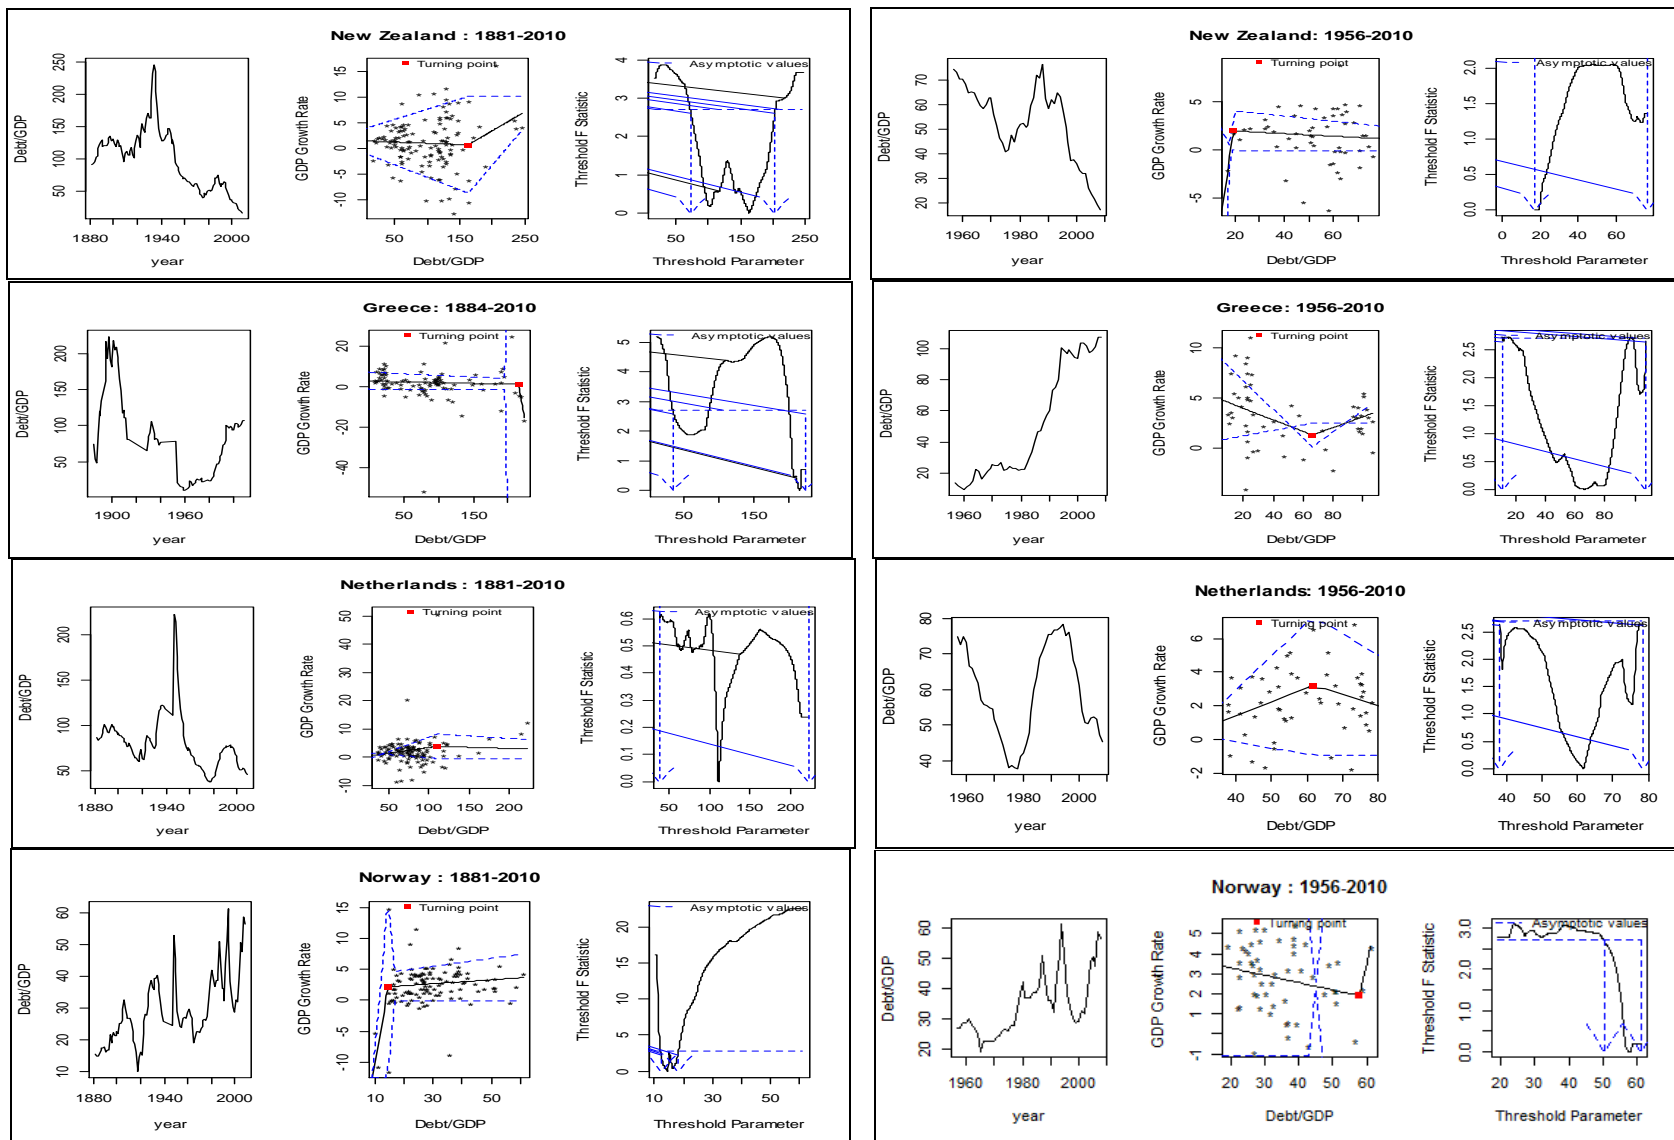 New Zealand : 1881-2010
Debt/GDP
250
200
150
100
50
1880
1940
2000
year
GDP Growth Rate
Turning point
15
10
5
0
-5
-10
50
150
250
Debt/GDP
Threshold F Statistic
Asymptotic values
4
3
2
1
0
50
150
250
Threshold Parameter
New Zealand: 1956-2010
Debt/GDP
70
60
50
40
30
20
1960
1980
2000
year
GDP Growth Rate
Turning point
5
0
-5
20
40
60
Debt/GDP
Threshold F Statistic
Asymptotic values
2.0
1.5
1.0
0.5
0.0
0
20
40
60
Threshold Parameter
Greece: 1884-2010
Debt/GDP
200
150
100
50
1900
1960
year
GDP Growth Rate
Turning point
20
0
-20
-40
50
150
Debt/GDP
Threshold F Statistic
Asymptotic values
5
4
3
2
1
0
50
150
Threshold Parameter
Greece: 1956-2010
Debt/GDP
100
80
60
40
20
1960
1980
2000
year
GDP Growth Rate
Turning point
10
5
0
20
40
60
80
Debt/GDP
Threshold F Statistic
Asymptotic values
2.5
2.0
1.5
1.0
0.5
0.0
20
40
60
80
Threshold Parameter
Netherlands : 1881-2010
Debt/GDP
200
150
100
50
1880
1940
2000
year
GDP Growth Rate
Turning point
50
40
30
20
10
0
-10
50
100
200
Debt/GDP
Threshold F Statistic
Asymptotic values
0.6
0.5
0.4
0.3
0.2
0.1
0.0
50
100
200
Threshold Parameter
Netherlands: 1956-2010
Debt/GDP
80
70
60
50
40
1960
1980
2000
year
GDP Growth Rate
Turning point
6
4
2
0
-2
40
50
60
70
80
Debt/GDP
Threshold F Statistic
Asymptotic values
2.5
2.0
1.5
1.0
0.5
0.0
40
50
60
70
80
Threshold Parameter
Norway : 1881-2010
Debt/GDP
60
50
40
30
20
10
1880
1940
2000
year
GDP Growth Rate
Turning point
15
10
5
0
-5
-10
10
30
50
Debt/GDP
Threshold F Statistic
Asymptotic values
20
15
10
5
0
10
30
50
Threshold Parameter
Norway : 1956-2010
Debt/GDP
60
50
40
30
20
1960
1980
2000
year
GDP Growth Rate
Turning point
5
4
3
2
1
-1
20
30
40
50
60
Debt/GDP
Threshold F Statistic
Asymptotic values
3.0
2.0
1.0
0.0
20
30
40
50
60
Threshold Parameter